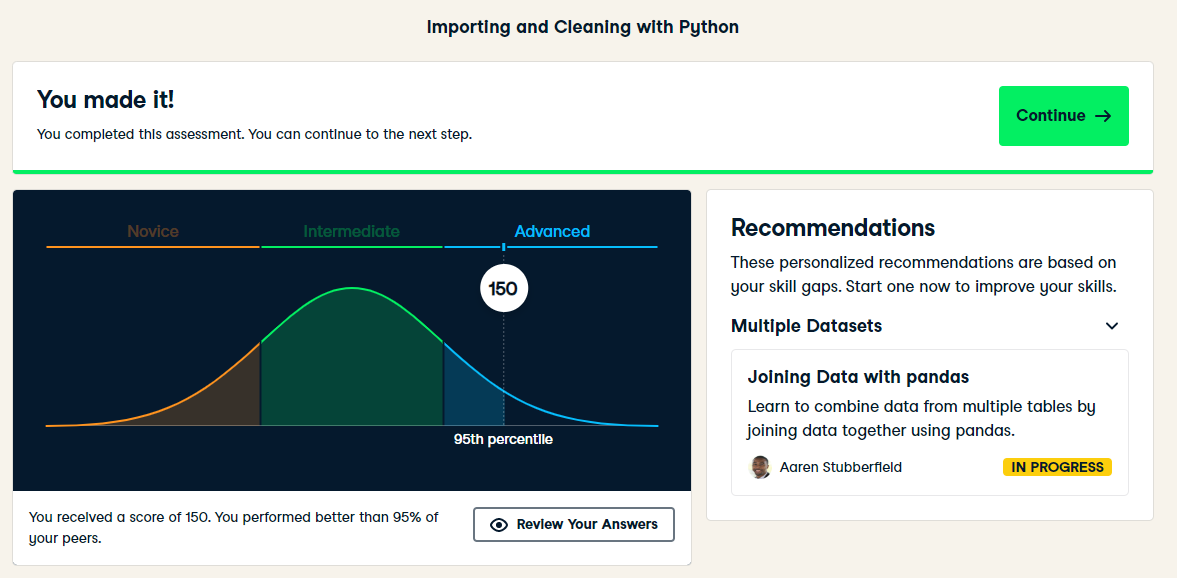 Importing and Cleaning with Python
You made it!
You completed this assessment. You can continue to the next step.
Continue →
Novice
Intermediate
Advanced
150
95th percentile
You received a score of 150. You performed better than 95% of
your peers.
Review Your Answers
Recommendations
These personalized recommendations are based on
your skill gaps. Start one now to improve your skills.
Multiple Datasets
Joining Data with pandas
Learn to combine data from multiple tables by
joining data together using pandas.
Aaren Stubberfield
IN PROGRESS